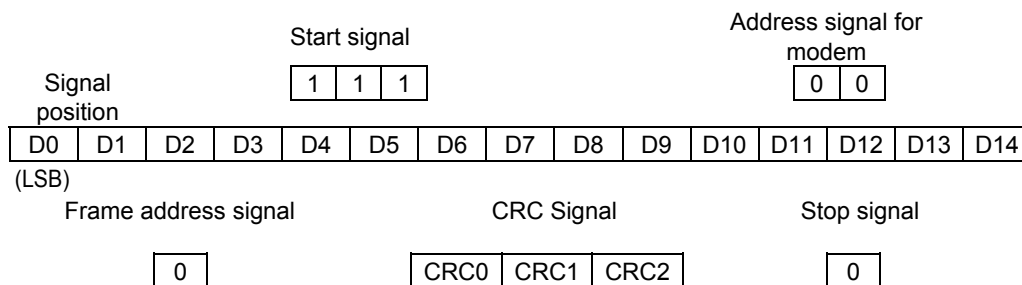 Start signal
Address signal for
modem
Signal
position
1 1 1
0 0
D0 D1 D2 D3 D4 D5 D6 D7 D8 D9 D10 D11 D12 D13 D14
(LSB)
Frame address signal CRC Signal Stop signal
0 CRC0 CRC1 CRC2 0